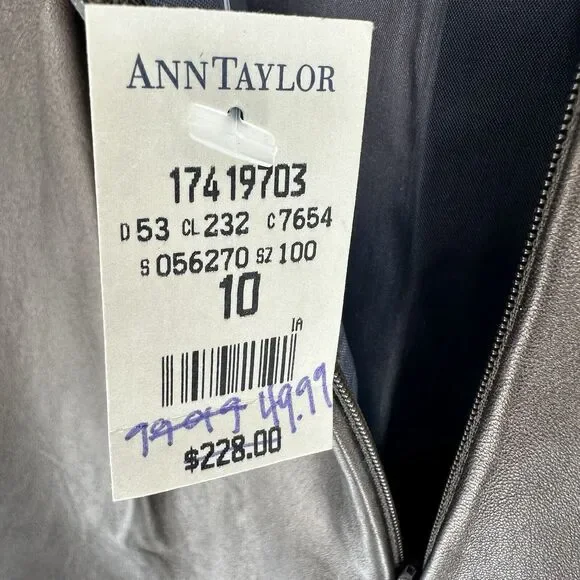 ANNTAYLOR
17419703
D 53 CL 232 C 7654
S 056270 SZ 100
10
1A
79.99 49.99
$228.00